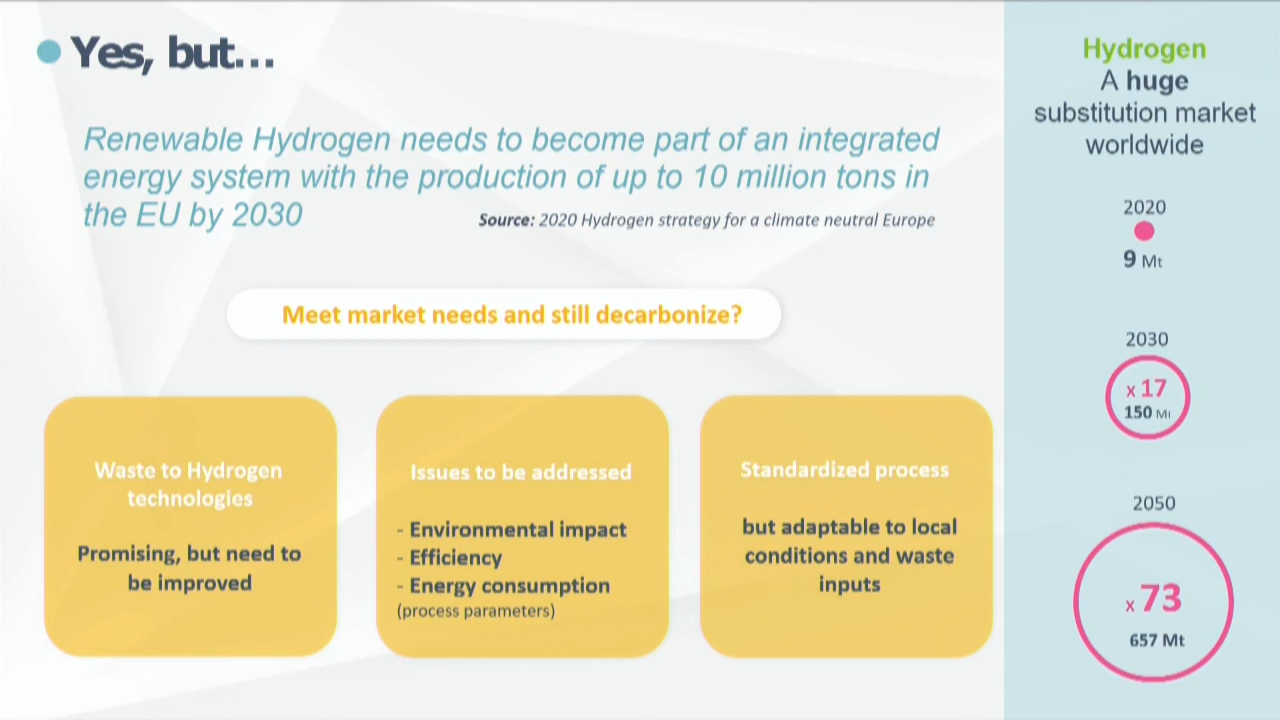 Yes, but...
Renewable Hydrogen needs to become part of an integrated
energy system with the production of up to 10 million tons in
the EU by 2030
Source: 2020 Hydrogen strategy for a climate neutral Europe
Meet market needs and still decarbonize?
Waste to Hydrogen
technologies
Promising, but need to
be improved
Issues to be addressed
- Environmental impact
- Efficiency
- Energy consumption
(process parameters)
Standardized process
but adaptable to local
conditions and waste
inputs
Hydrogen
A huge
substitution market
worldwide
2020
9 Mt
2030
x 17
150 Mt
2050
x 73
657 Mt